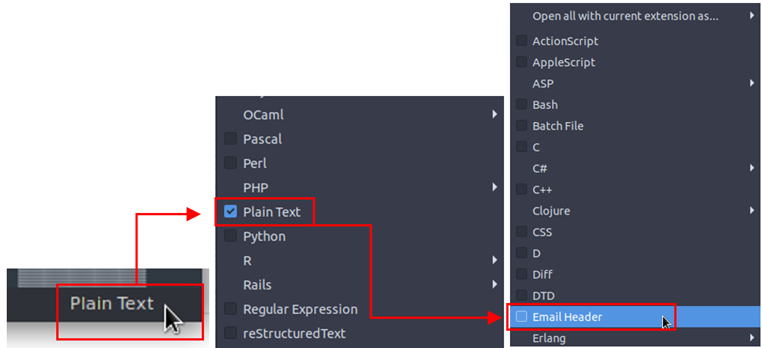 Plain Text
OCaml
Pascal
Perl
PHP
Plain Text
Python
R
Rails
Regular Expression
reStructuredText
Open all with current extension as...
ActionScript
AppleScript
ASP
Bash
Batch File
C
C#
C++
Clojure
CSS
D
Diff
DTD
Email Header
Erlang